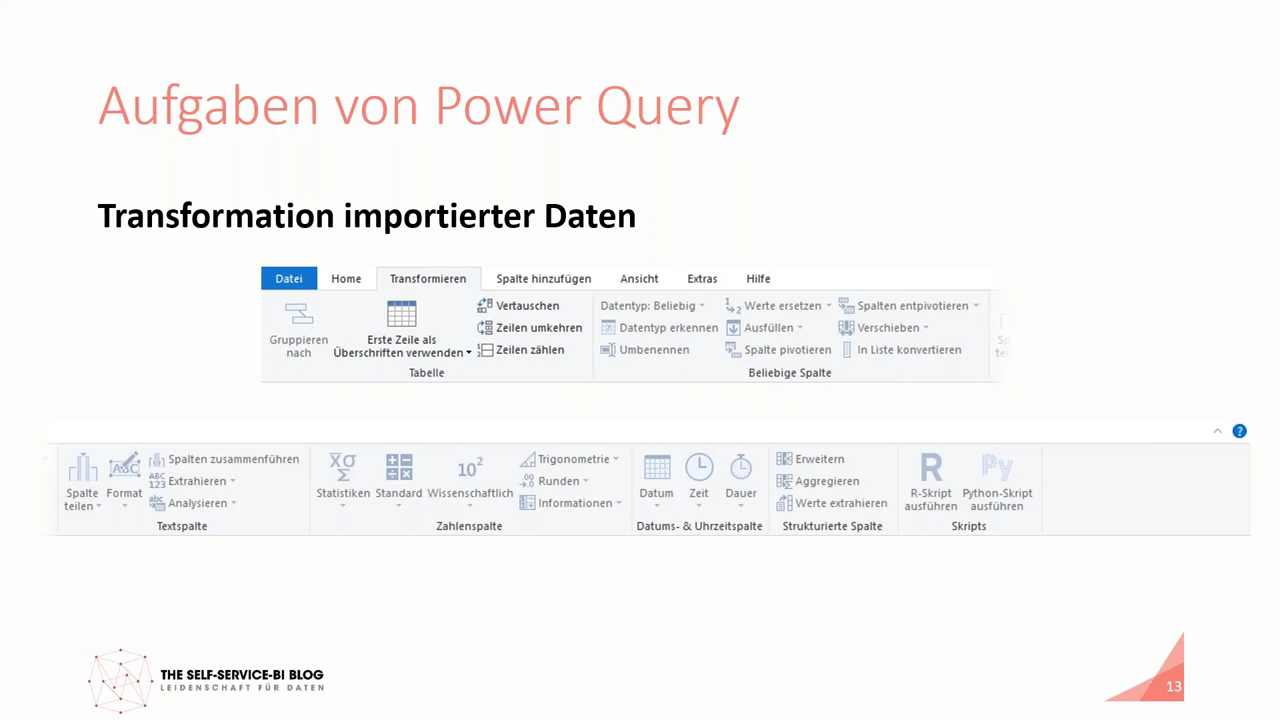 Aufgaben von Power Query
Transformation importierter Daten
Datei Home Transformieren Spalte hinzufügen Ansicht Extras Hilfe
Gruppieren
nach
Erste Zeile als
Überschriften verwenden
Vertauschen
Zeilen umkehren
Zeilen zählen
Tabelle
Datentyp: Beliebig
Datentyp erkennen
Umbenennen
Werte ersetzen
Ausfüllen
Spalte pivotieren
Spalten entpivotieren
Verschieben
In Liste konvertieren
Beliebige Spalte
Spalte
teilen
Format
Spalten zusammenführen
Extrahieren
Analysieren
Textspalte
Statistiken
Standard
Wissenschaftlich
Trigonometrie
Runden
Informationen
Zahlenspalte
Datum
Zeit
Dauer
Datums- & Uhrzeitspalte
Erweitern
Aggregieren
Werte extrahieren
Strukturierte Spalte
R-Skript
ausführen
Python-Skript
ausführen
Skripts
THE SELF-SERVICE-BI BLOG
LEIDENSCHAFT FÜR DATEN
13